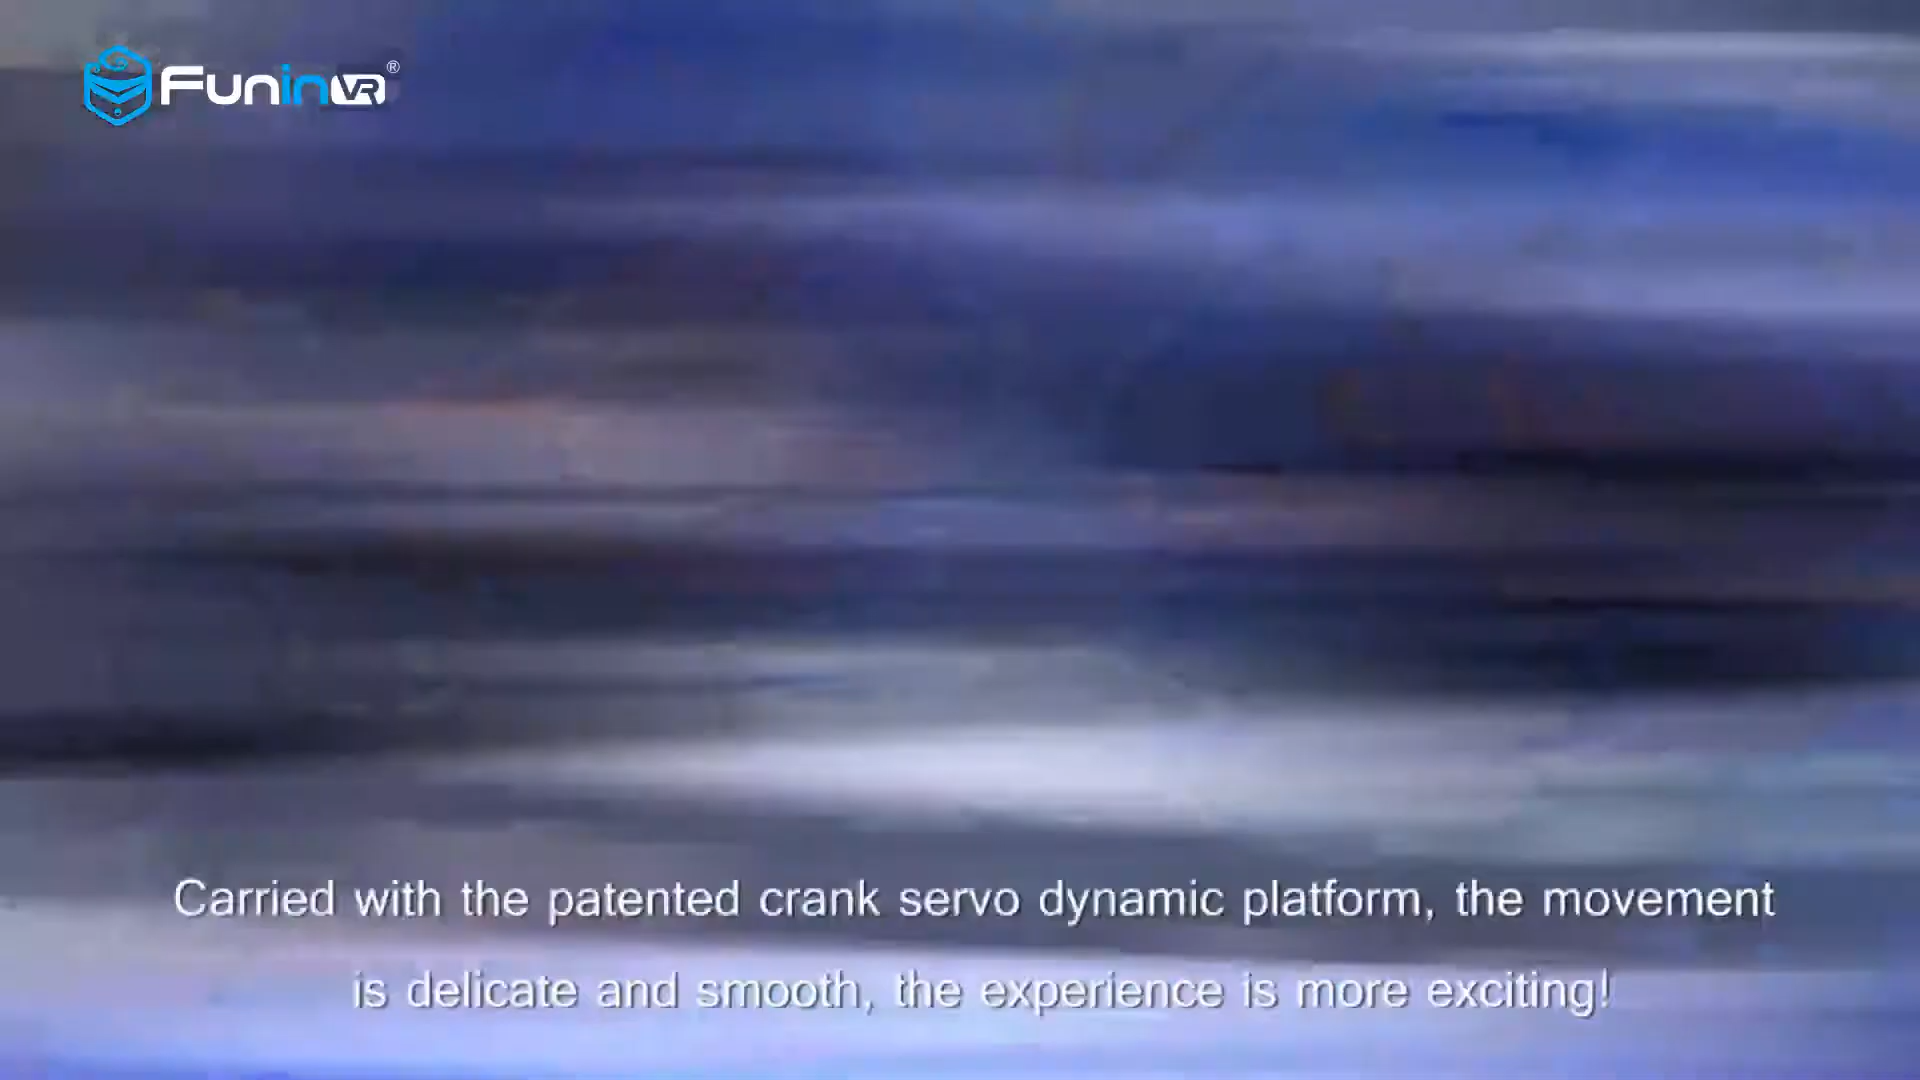 FuninVR®
Carried with the patented crank servo dynamic platform, the movement
is delicate and smooth, the experience is more exciting!